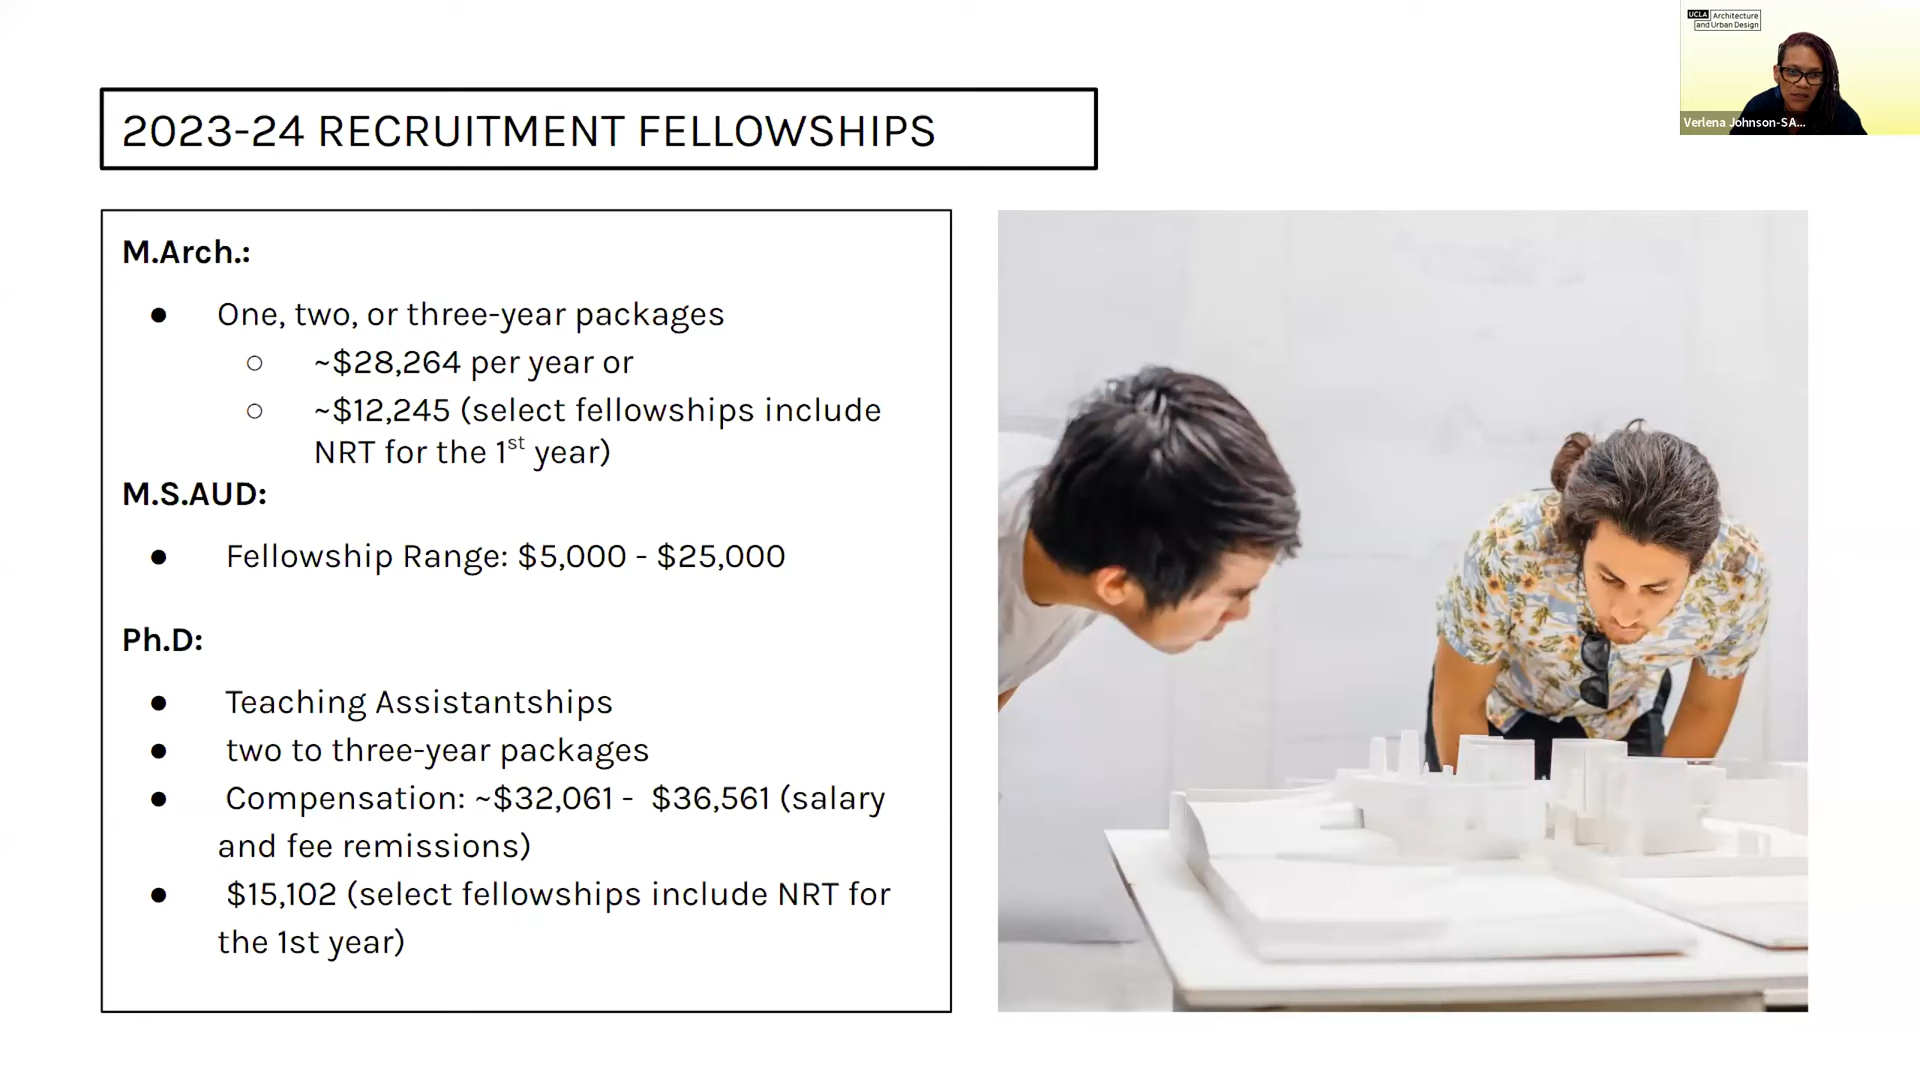 UCLA Architecture
and Urban Design
Verlena Johnson-SA...
2023-24 RECRUITMENT FELLOWSHIPS
M.Arch.:
● One, two, or three-year packages
○ ~$28,264 per year or
○ ~$12,245 (select fellowships include
NRT for the 1st year)
M.S.AUD:
● Fellowship Range: $5,000 - $25,000
Ph.D:
● Teaching Assistantships
● two to three-year packages
● Compensation: ~$32,061 - $36,561 (salary
and fee remissions)
● $15,102 (select fellowships include NRT for
the 1st year)